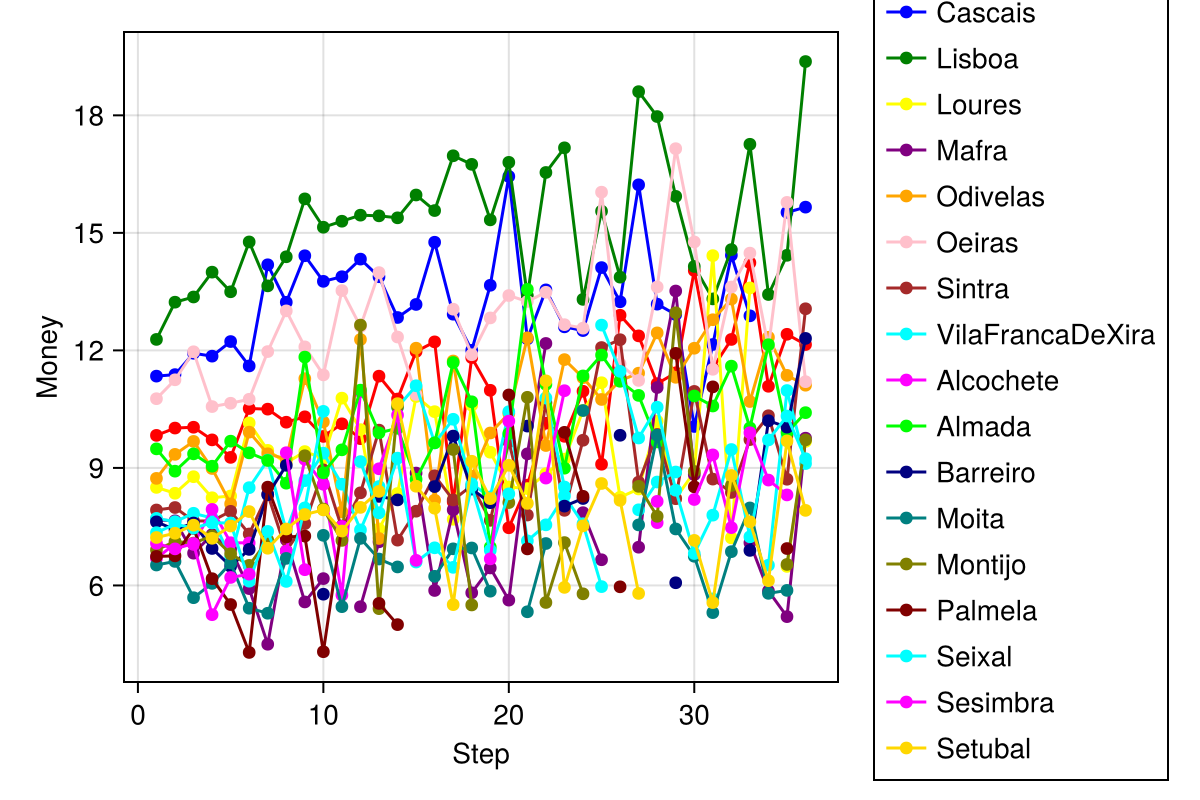 Money
18
15
12
9
6
0
10
20
30
Step
Cascais
Lisboa
Loures
Mafra
Odivelas
Oeiras
Sintra
VilaFrancaDeXira
Alcochete
Almada
Barreiro
Moita
Montijo
Palmela
Seixal
Sesimbra
Setubal